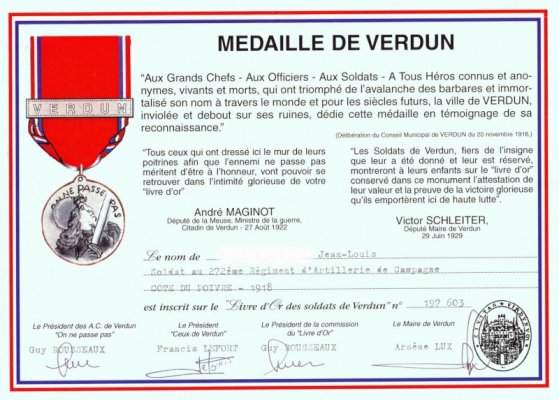 MEDAILLE DE VERDUN
“Aux Grands Chefs - Aux Officiers - Aux Soldats - A Tous Héros connus et ano-
nymes, vivants et morts, qui ont triomphé de l'avalanche des barbares et immor-
talisé son nom à travers le monde et pour les siècles futurs, la ville de VERDUN,
inviolée et debout sur ses ruines, dédie cette médaille en témoignage de sa
reconnaissance.”
(Délibération du Conseil Municipal de VERDUN du 20 novembre 1916,)
VERDUN
ON NE PASSE PAS
“Tous ceux qui ont dressé ici le mur de leurs
poitrines afin que l'ennemi ne passe pas
méritent d'être à l'honneur, vont pouvoir se
retrouver dans l'intimité glorieuse de votre
“livre d'or”
André MAGINOT
Député de la Meuse, Ministre de la guerre,
Citadin de Verdun - 27 Août 1922
“Les Soldats de Verdun, fiers de l'insigne
que leur a été donné et leur est réservé,
montreront à leurs enfants sur le “livre d'or”
conservé dans ce monument l'attestation de
leur valeur et la preuve de la victoire glorieuse
qu'ils emportèrent ici de haute lutte”.
Victor SCHLEITER,
Député Maire de Verdun
29 Juin 1929
Le nom de Jean-Louis
Soldat au 272ème Régiment d'Artillerie de Campagne
COTE DU POIVRE - 1918
est inscrit sur le “Livre d'Or des soldats de Verdun” n° 197 603
Le Président des A.C. de Verdun
“On ne passe pas”
Guy ROUSSEAUX
Le Président
“Ceux de Verdun”
Francis LEFORT
Le Président de la commission
du “Livre d'Or”
Guy ROUSSEAUX
Le Maire de Verdun
Arsène LUX